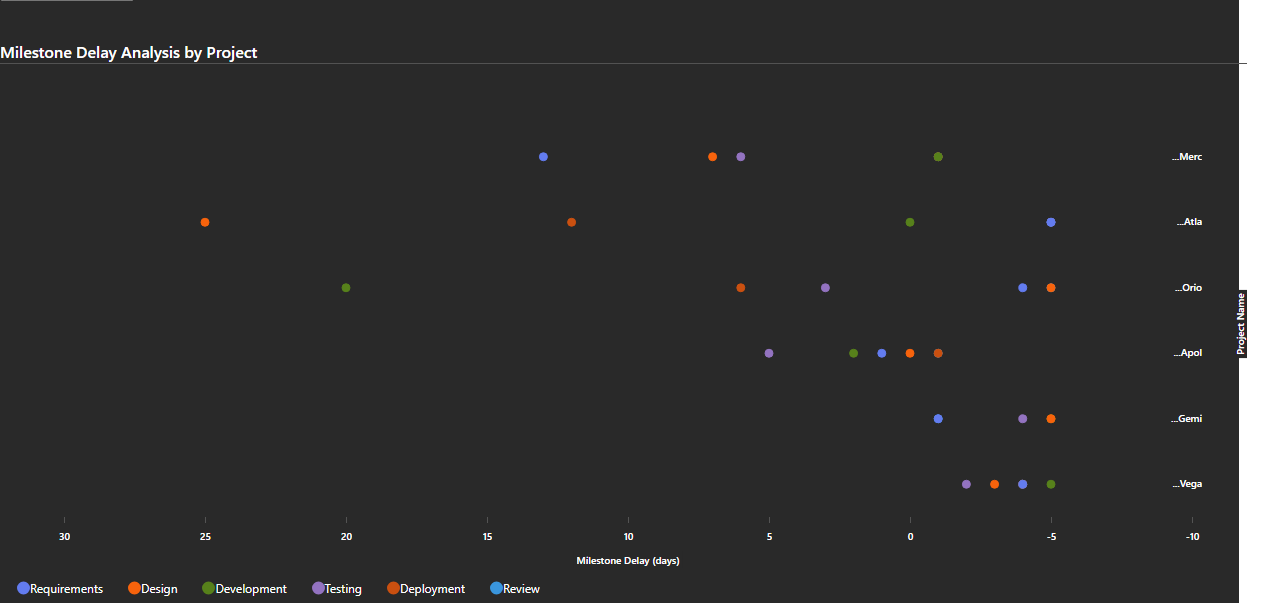 Milestone Delay Analysis by Project
...Merc
...Atla
...Orio
...Apol
...Gemi
...Vega
Project Name
30 25 20 15 10 5 0 -5 -10
Milestone Delay (days)
Requirements Design Development Testing Deployment Review